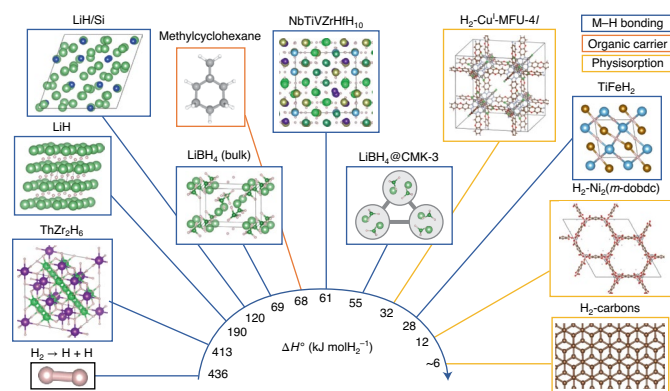 LiH/Si
Methylcyclohexane
NbTiVZrHfH₁₀
H₂-Cuᴵ-MFU-4l
M–H bonding
Organic carrier
Physisorption
TiFeH₂
LiH
LiBH₄ (bulk)
LiBH₄@CMK-3
H₂-Ni₂(m-dobdc)
ThZr₂H₆
H₂-carbons
H₂ → H + H
436
413
190
120
69
68
61
55
32
28
12
~6
ΔH° (kJ molH₂⁻¹)